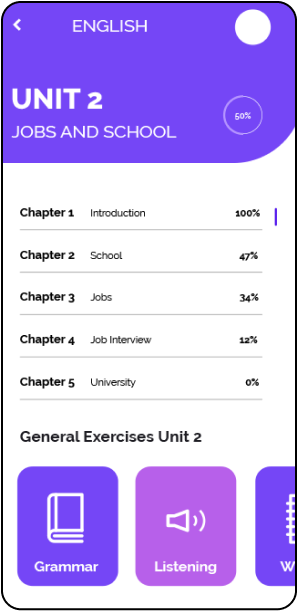 ENGLISH
UNIT 2
JOBS AND SCHOOL
50%
Chapter 1 Introduction 100%
Chapter 2 School 47%
Chapter 3 Jobs 34%
Chapter 4 Job Interview 12%
Chapter 5 University 0%
General Exercises Unit 2
Grammar Listening W